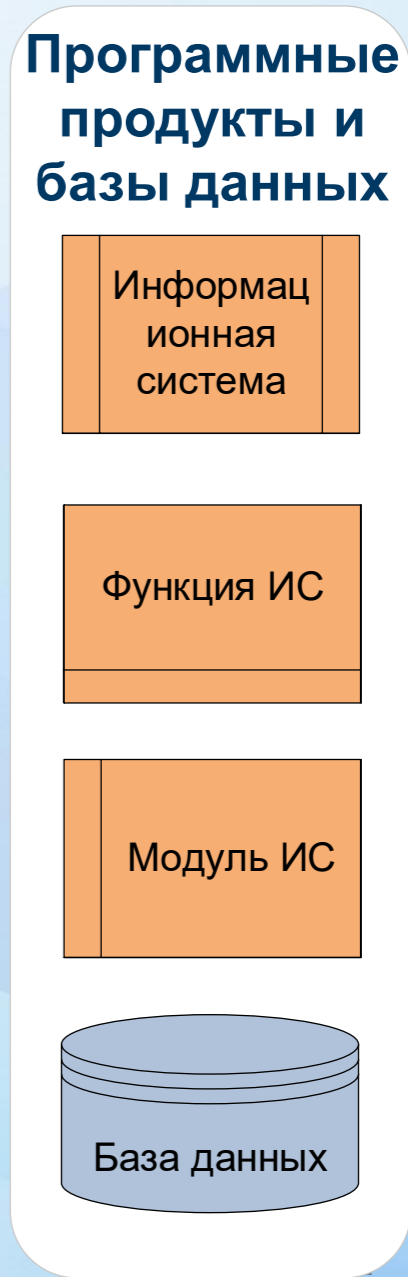 Программные
продукты и
базы данных
Информац
ионная
система
Функция ИС
Модуль ИС
База данных